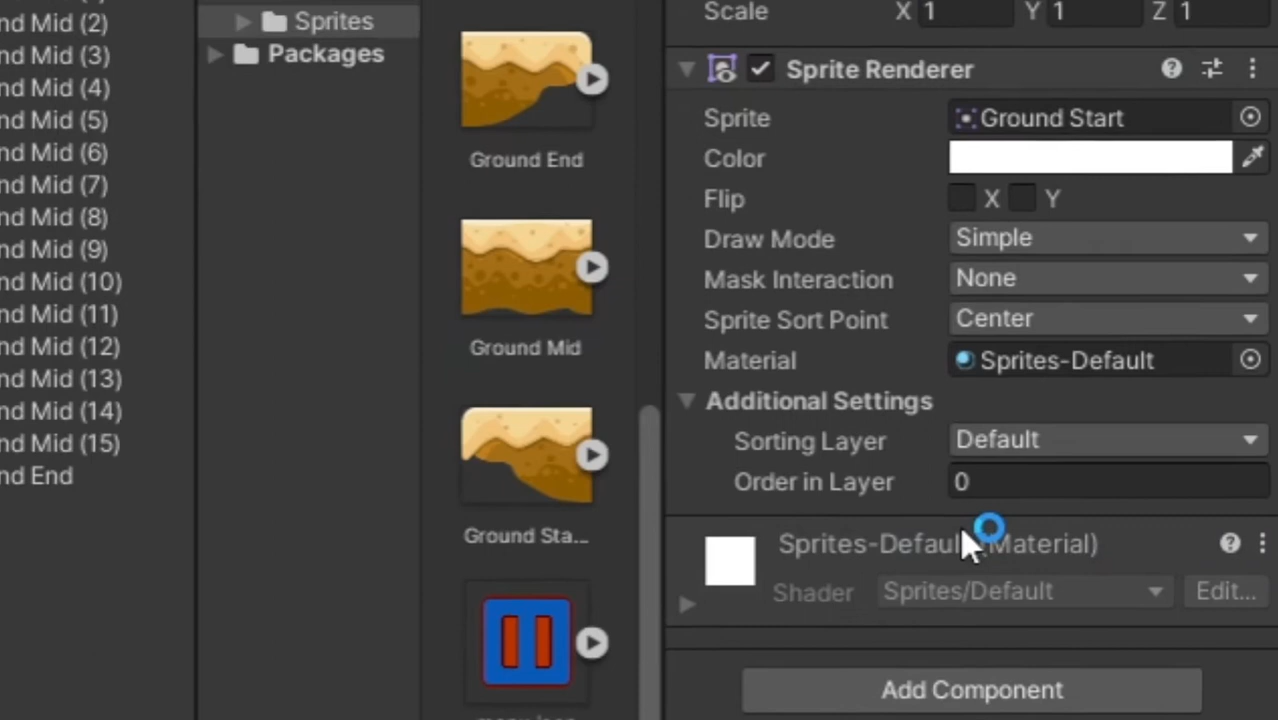 nd Mid (2)
nd Mid (3)
nd Mid (4)
nd Mid (5)
nd Mid (6)
nd Mid (7)
nd Mid (8)
nd Mid (9)
nd Mid (10)
nd Mid (11)
nd Mid (12)
nd Mid (13)
nd Mid (14)
nd Mid (15)
nd End
Sprites
Packages
Ground End
Ground Mid
Ground Sta...
Scale X 1 Y 1 Z 1
Sprite Renderer
Sprite Ground Start
Color
Flip X Y
Draw Mode Simple
Mask Interaction None
Sprite Sort Point Center
Material Sprites-Default
Additional Settings
Sorting Layer Default
Order in Layer 0
Sprites-Defaul (Material)
Shader Sprites/Default Edit...
Add Component